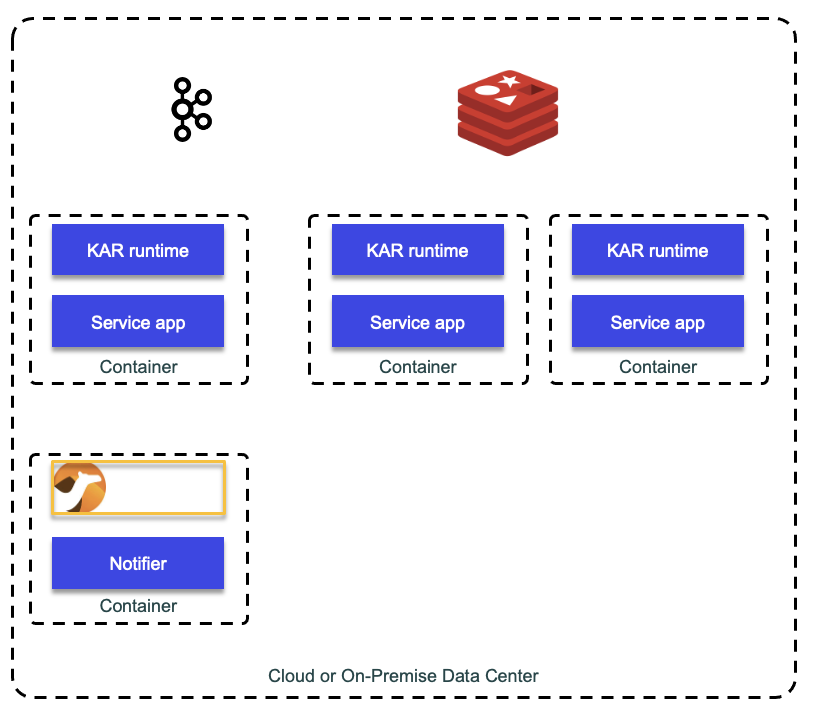 KAR runtime
Service app
Container
KAR runtime
Service app
Container
KAR runtime
Service app
Container
Notifier
Container
Cloud or On-Premise Data Center